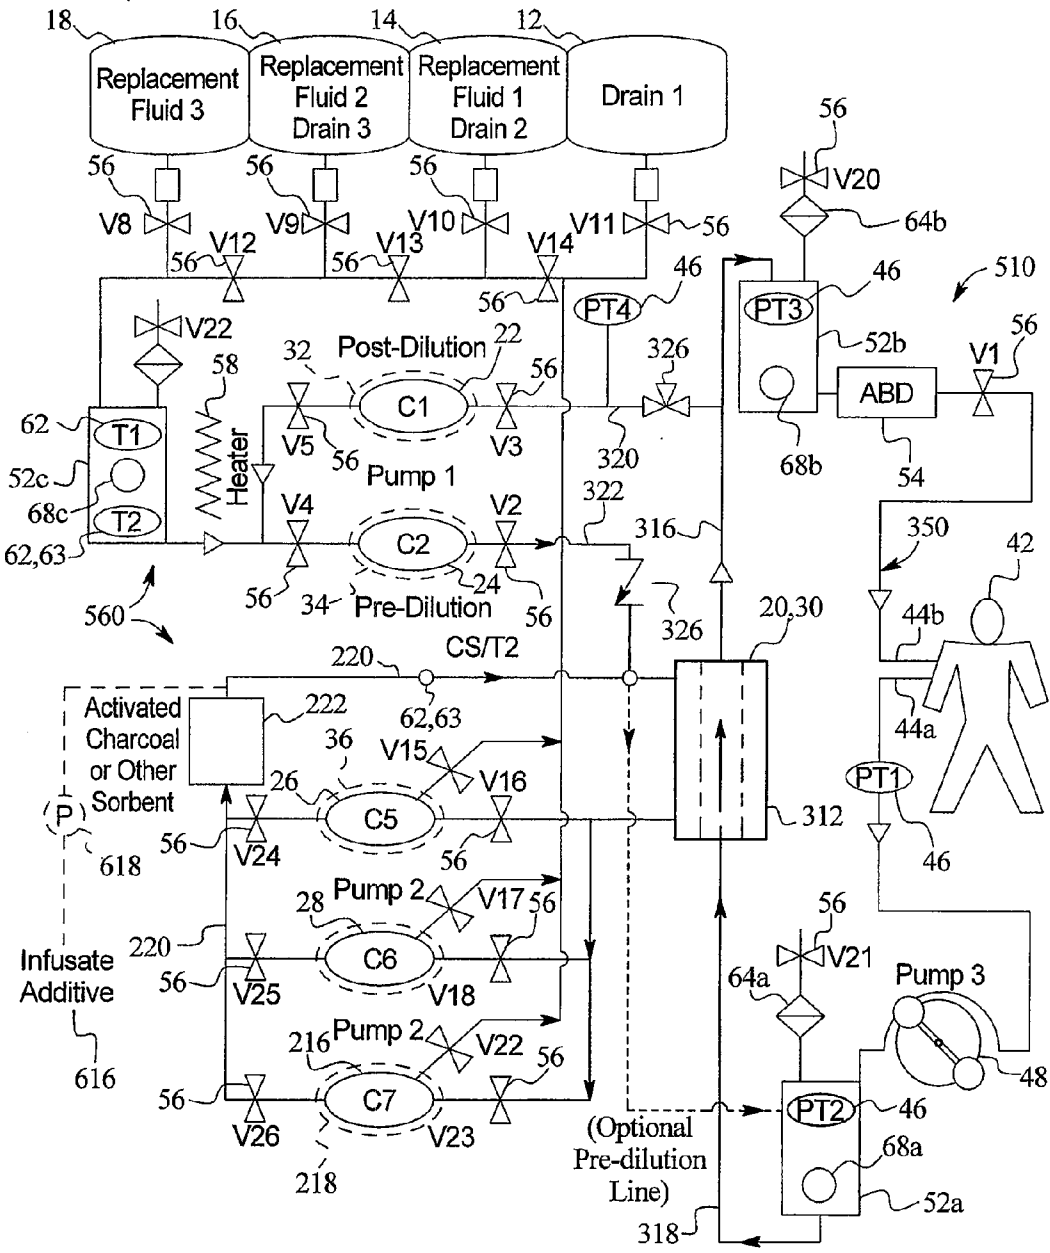 18
16
14
12
Replacement
Fluid 3
Replacement
Fluid 2
Drain 3
Replacement
Fluid 1
Drain 2
Drain 1
56
V8
56
V9
56
V10
V11
56
56
V20
64b
V12
56
V13
56
V14
56
46
PT4
46
PT3
510
52b
56
V1
V22
58
Post-Dilution
32
22
56
326
C1
V5
56
V3
320
ABD
54
68b
62
T1
52c
68c
T2
62,63
Heater
Pump 1
V4
V2
322
316
C2
56
34
24
56
Pre-Dilution
326
350
42
560
CS/T2
20,30
44b
44a
220
62,63
Activated
Charcoal
or Other
Sorbent
222
36
V15
V16
26
C5
56
V24
56
312
PT1
46
P
618
Pump 2
V17
56
28
C6
220
56
V25
V18
Infusate
Additive
616
56
V21
64a
Pump 3
48
Pump 2
V22
56
216
C7
56
V26
V23
218
(Optional
Pre-dilution
Line)
PT2
46
68a
52a
318